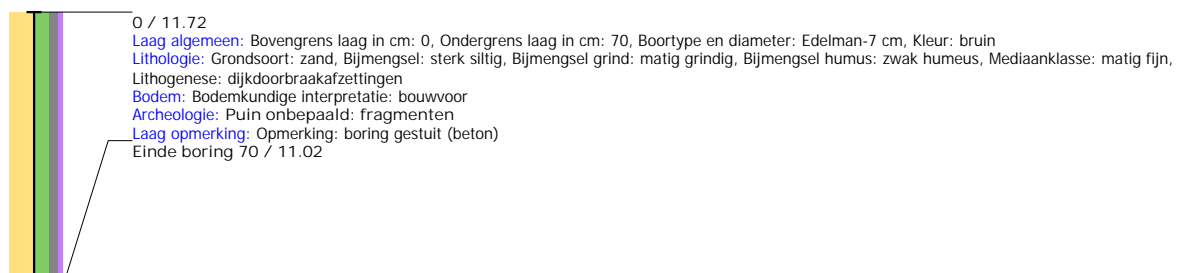 0 / 11.72
Laag algemeen: Bovengrens laag in cm: 0, Ondergrens laag in cm: 70, Boortype en diameter: Edelman-7 cm, Kleur: bruin
Lithologie: Grondsoort: zand, Bijmengsel: sterk siltig, Bijmengsel grind: matig grindig, Bijmengsel humus: zwak humeus, Mediaanklasse: matig fijn,
Lithogenese: dijkdoorbraakafzettingen
Bodem: Bodemkundige interpretatie: bouwvoor
Archeologie: Puin onbepaald: fragmenten
Laag opmerking: Opmerking: boring gestuit (beton)
Einde boring 70 / 11.02